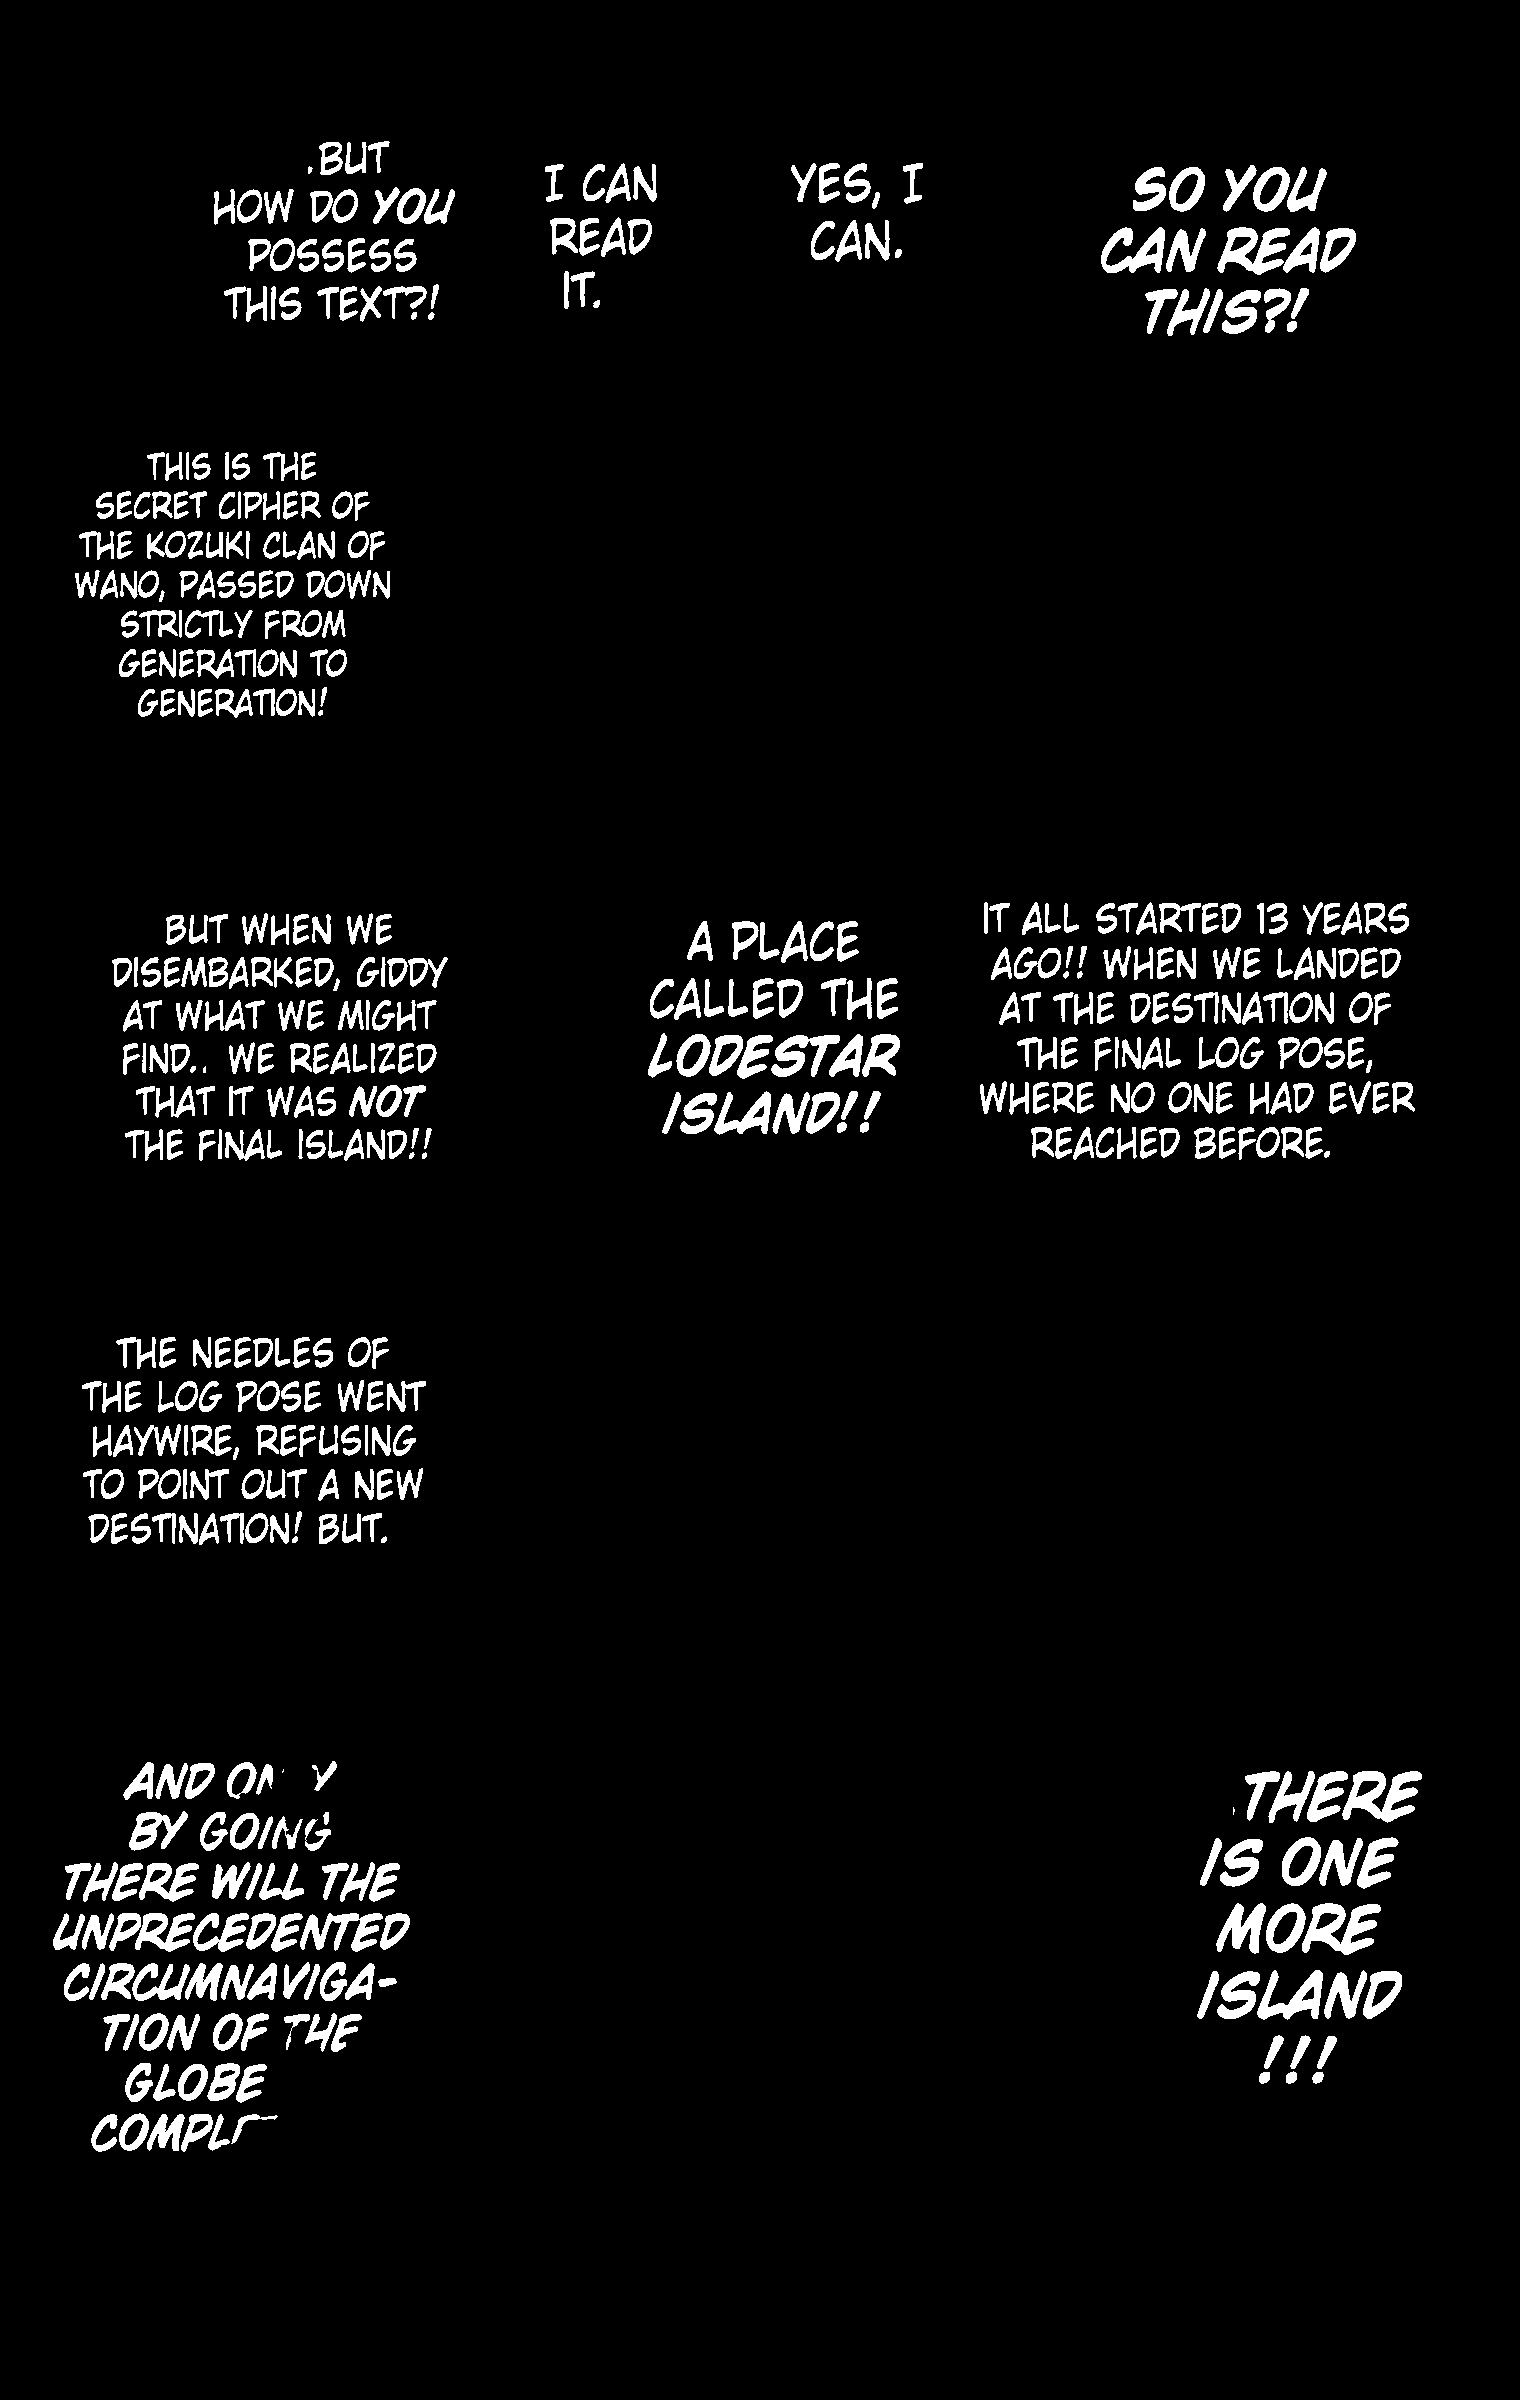 SO YOU
CAN READ
THIS?!
YES, I
CAN.
I CAN
READ
IT.
.BUT
HOW DO YOU
POSSESS
THIS TEXT?!
THIS IS THE
SECRET CIPHER OF
THE KOZUKI CLAN OF
WANO, PASSED DOWN
STRICTLY FROM
GENERATION TO
GENERATION!
IT ALL STARTED 13 YEARS
AGO!! WHEN WE LANDED
AT THE DESTINATION OF
THE FINAL LOG POSE,
WHERE NO ONE HAD EVER
REACHED BEFORE.
A PLACE
CALLED THE
LODESTAR
ISLAND!!
BUT WHEN WE
DISEMBARKED, GIDDY
AT WHAT WE MIGHT
FIND.. WE REALIZED
THAT IT WAS NOT
THE FINAL ISLAND!!
THE NEEDLES OF
THE LOG POSE WENT
HAYWIRE, REFUSING
TO POINT OUT A NEW
DESTINATION! BUT.
.THERE
IS ONE
MORE
ISLAND
!!!
AND
BY GOING
THERE WILL THE
UNPRECEDENTED
CIRCUMNAVIGA-
TION OF THE
GLOBE